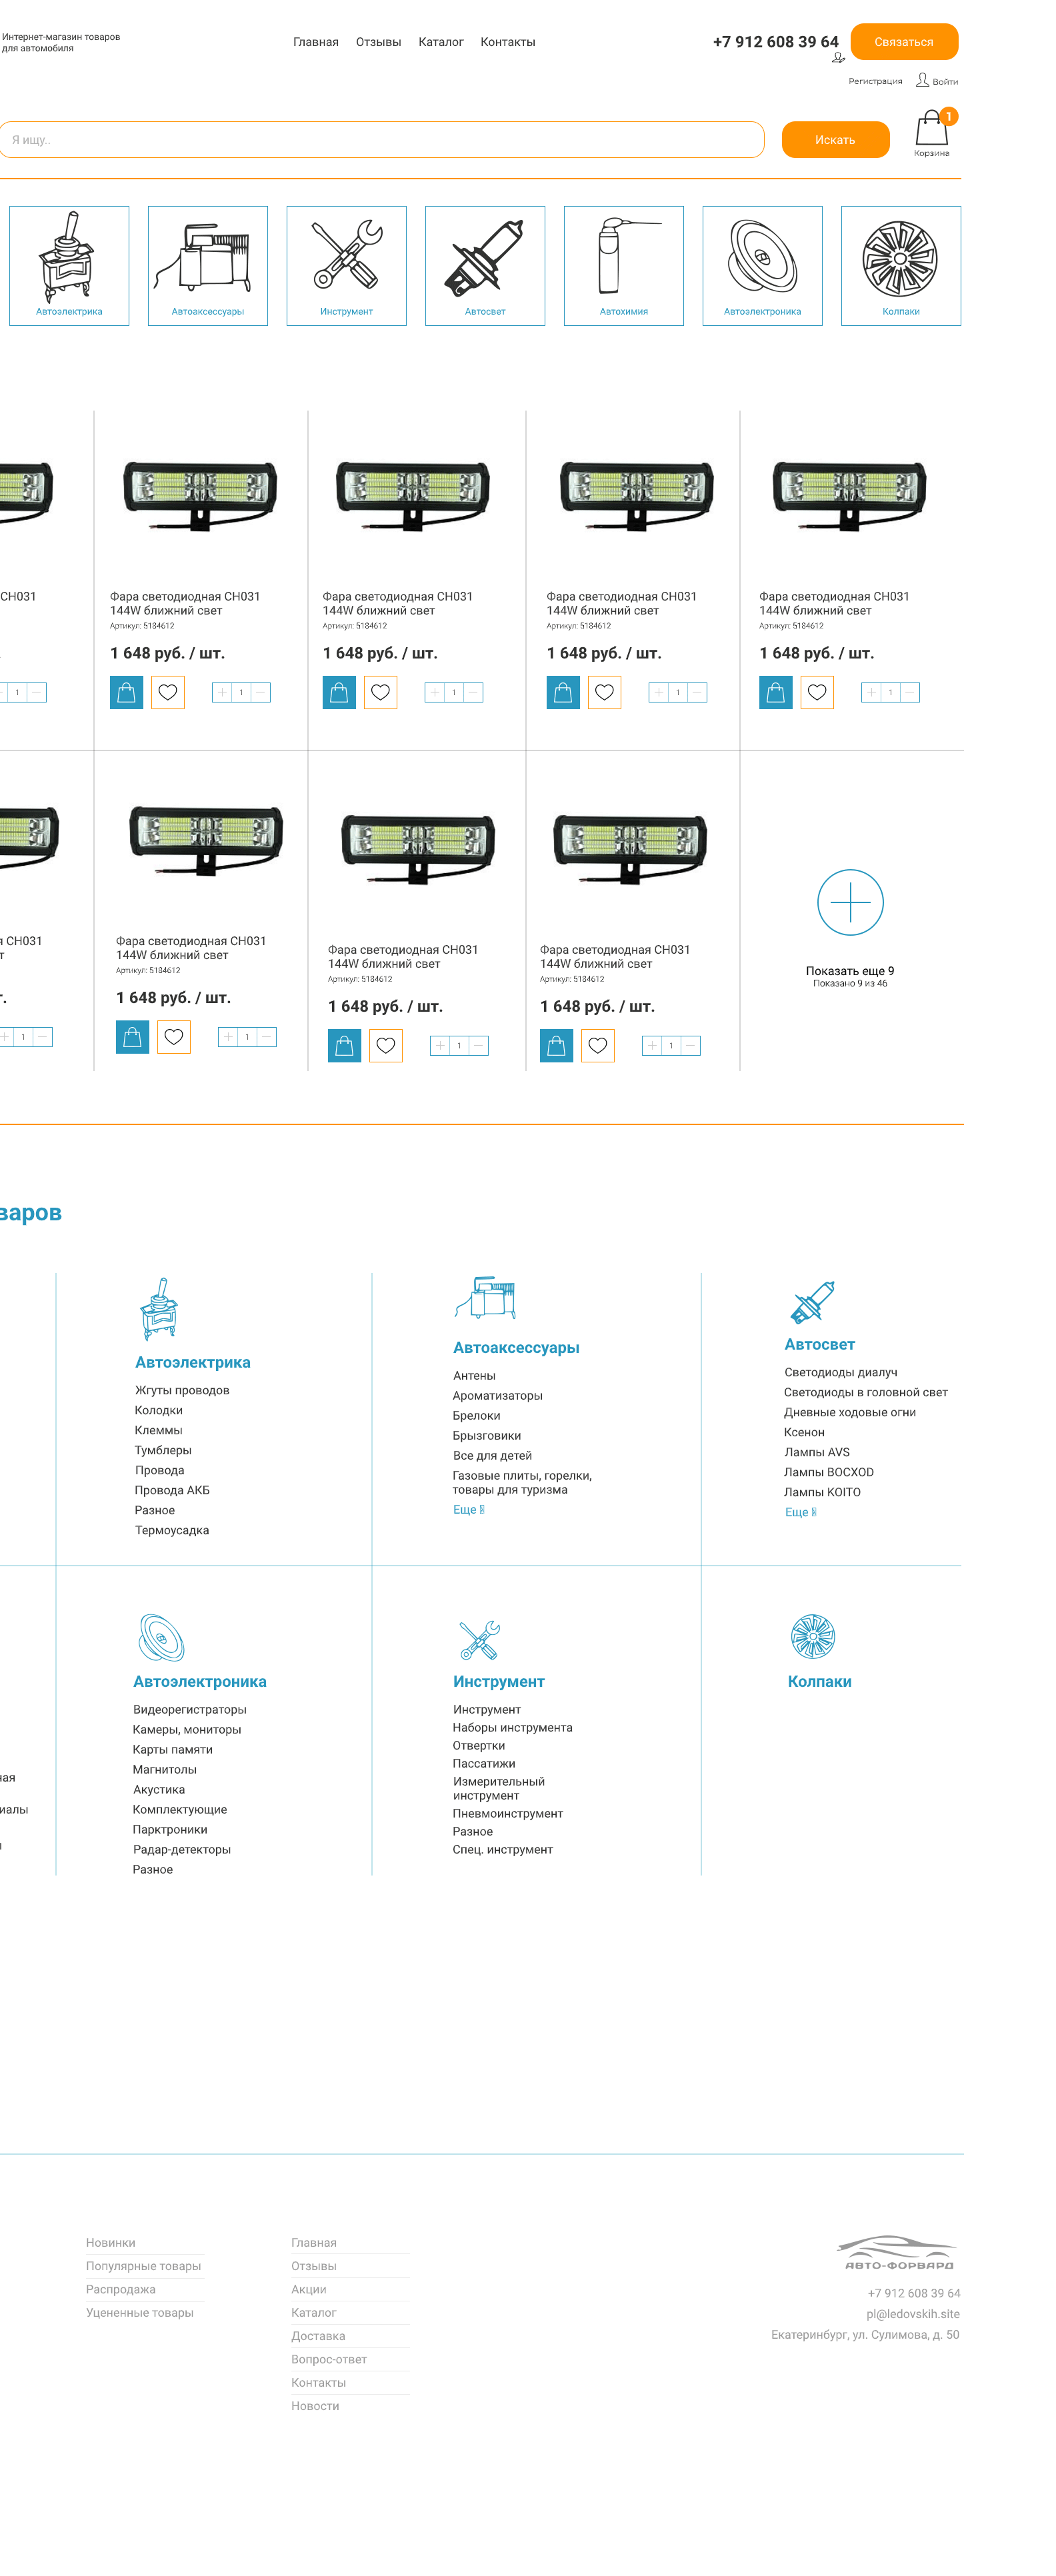 Интернет-магазин товаров
для автомобиля
Главная Отзывы Каталог Контакты
+7 912 608 39 64
Связаться
Регистрация
Войти
Я ищу..
Искать
1
Корзина
Автоэлектрика
Автоаксессуары
Инструмент
Автосвет
Автохимия
Автоэлектроника
Колпаки
CH031
1
Фара светодиодная CH031
144W ближний свет
Артикул: 5184612
1 648 руб. / шт.
1
Фара светодиодная CH031
144W ближний свет
Артикул: 5184612
1 648 руб. / шт.
1
Фара светодиодная CH031
144W ближний свет
Артикул: 5184612
1 648 руб. / шт.
1
Фара светодиодная CH031
144W ближний свет
Артикул: 5184612
1 648 руб. / шт.
1
я CH031
т
т.
1
Фара светодиодная CH031
144W ближний свет
Артикул: 5184612
1 648 руб. / шт.
1
Фара светодиодная CH031
144W ближний свет
Артикул: 5184612
1 648 руб. / шт.
1
Фара светодиодная CH031
144W ближний свет
Артикул: 5184612
1 648 руб. / шт.
1
Показать еще 9
Показано 9 из 46
варов
Автоэлектрика
Жгуты проводов
Колодки
Клеммы
Тумблеры
Провода
Провода АКБ
Разное
Термоусадка
Автоаксессуары
Антены
Ароматизаторы
Брелоки
Брызговики
Все для детей
Газовые плиты, горелки,
товары для туризма
Еще
Автосвет
Светодиоды диалуч
Светодиоды в головной свет
Дневные ходовые огни
Ксенон
Лампы AVS
Лампы BOCXOD
Лампы KOITO
Еще
ная
иалы
Автоэлектроника
Видеорегистраторы
Камеры, мониторы
Карты памяти
Магнитолы
Акустика
Комплектующие
Парктроники
Радар-детекторы
Разное
Инструмент
Инструмент
Наборы инструмента
Отвертки
Пассатижи
Измерительный
инструмент
Пневмоинструмент
Разное
Спец. инструмент
Колпаки
Новинки
Популярные товары
Распродажа
Уцененные товары
Главная
Отзывы
Акции
Каталог
Доставка
Вопрос-ответ
Контакты
Новости
АВТО-ФОРВАРД
+7 912 608 39 64
pl@ledovskih.site
Екатеринбург, ул. Сулимова, д. 50